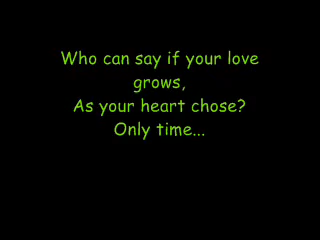 Who can say if your love
grows,
As your heart chose?
Only time...